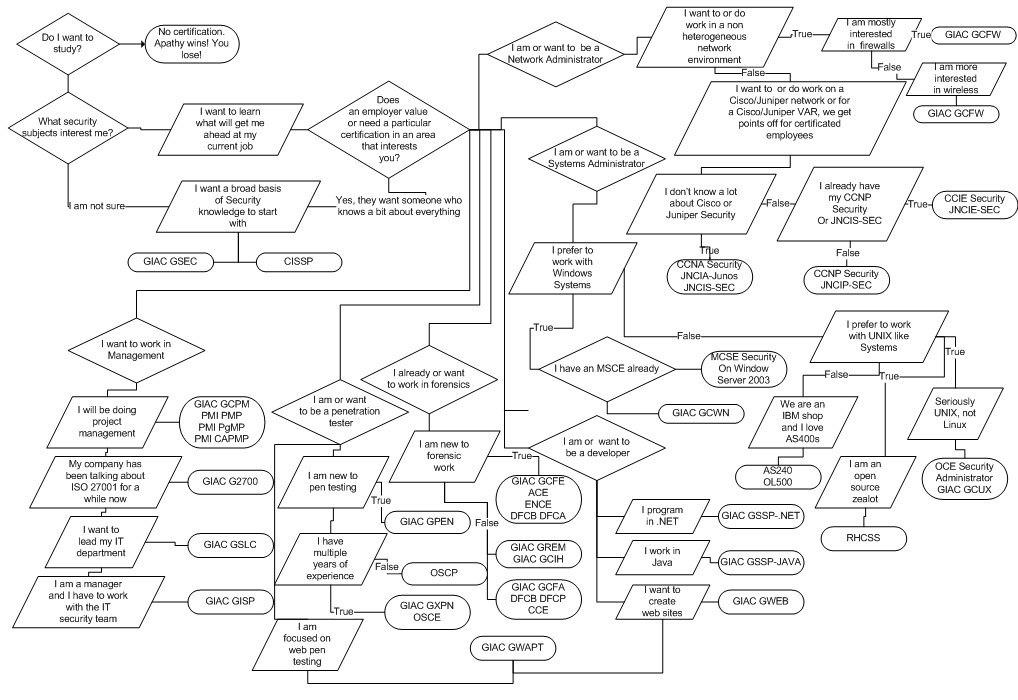 Do I want to
study?
No certification.
Apathy wins! You
lose!
What security
subjects interest me?
I want to learn
what will get me
ahead at my
current job
Does
an employer value
or need a particular
certification in an area
that interests
you?
I am not sure
I want a broad basis
of Security
knowledge to start
with
Yes, they want someone who
knows a bit about everything
GIAC GSEC
CISSP
I am or want to  be a
Network Administrator
I want to or do
work in a non
heterogeneous
network
environment
True
I am mostly
interested
in  firewalls
True
GIAC GCFW
False
I am more
interested
in wireless
GIAC GCFW
False
I want to  or do work on a
Cisco/Juniper network or for
a Cisco/Juniper VAR, we get
points off for certificated
employees
I am or want to be a
Systems Administrator
I don't know a lot
about Cisco or
Juniper Security
False
I already have
my CCNP
Security
Or JNCIS-SEC
True
CCIE Security
JNCIE-SEC
True
CCNA Security
JNCIA-Junos
JNCIS-SEC
False
CCNP Security
JNCIP-SEC
I prefer to
work with
Windows
Systems
True
False
I prefer to work
with UNIX like
Systems
True
I have an MSCE already
MCSE Security
On Window
Server 2003
GIAC GCWN
False
True
We are an
IBM shop
and I love
AS400s
AS240
OL500
Seriously
UNIX, not
Linux
OCE Security
Administrator
GIAC GCUX
I am an
open
source
zealot
RHCSS
I want to work in
Management
I will be doing
project
management
GIAC GCPM
PMI PMP
PMI PgMP
PMI CAPMP
My company has
been talking about
ISO 27001 for a
while now
GIAC G2700
I want to
lead my IT
department
GIAC GSLC
I am a manager
and I have to work
with the IT
security team
GIAC GISP
I am or want
to be a penetration
tester
I am new to
pen testing
True
GIAC GPEN
I have
multiple
years of
experience
False
OSCP
True
GIAC GXPN
OSCE
I am
focused on
web pen
testing
GIAC GWAPT
I already or want
to work in forensics
I am new to
forensic
work
True
GIAC GCFE
ACE
ENCE
DFCB DFCA
False
GIAC GREM
GIAC GCIH
GIAC GCFA
DFCB DFCP
CCE
I am or  want to
be a developer
I program
in .NET
GIAC GSSP-.NET
I work in
Java
GIAC GSSP-JAVA
I want to
create
web sites
GIAC GWEB